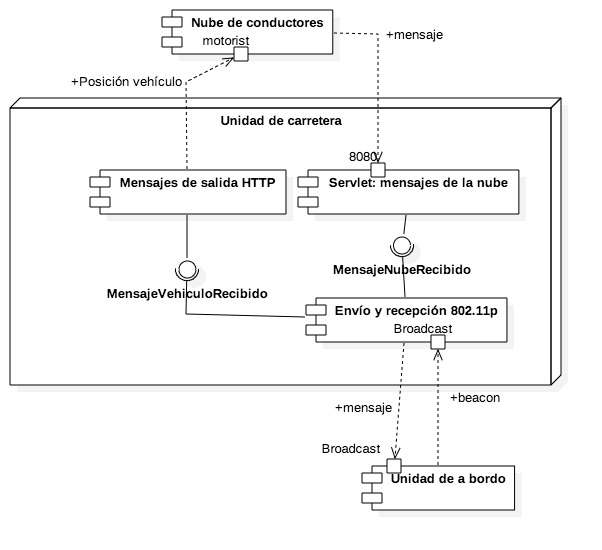 Nube de conductores
motorist
+mensaje
+Posición vehículo
Unidad de carretera
8080
Mensajes de salida HTTP
Servlet: mensajes de la nube
MensajeNubeRecibido
MensajeVehiculoRecibido
Envío y recepción 802.11p
Broadcast
+beacon
+mensaje
Broadcast
Unidad de a bordo